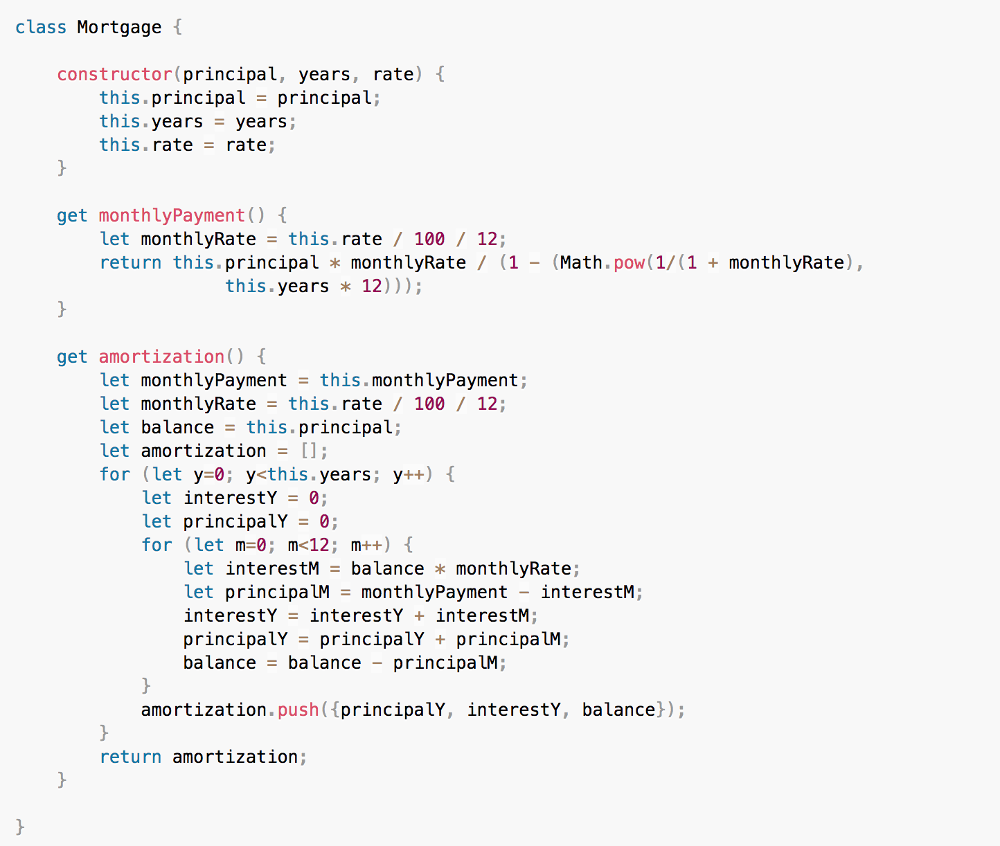 class Mortgage {

    constructor(principal, years, rate) {
        this.principal = principal;
        this.years = years;
        this.rate = rate;
    }

    get monthlyPayment() {
        let monthlyRate = this.rate / 100 / 12;
        return this.principal * monthlyRate / (1 - (Math.pow(1/(1 + monthlyRate),
                    this.years * 12)));
    }

    get amortization() {
        let monthlyPayment = this.monthlyPayment;
        let monthlyRate = this.rate / 100 / 12;
        let balance = this.principal;
        let amortization = [];
        for (let y=0; y<this.years; y++) {
            let interestY = 0;
            let principalY = 0;
            for (let m=0; m<12; m++) {
                let interestM = balance * monthlyRate;
                let principalM = monthlyPayment - interestM;
                interestY = interestY + interestM;
                principalY = principalY + principalM;
                balance = balance - principalM;
            }
            amortization.push({principalY, interestY, balance});
        }
        return amortization;
    }

}